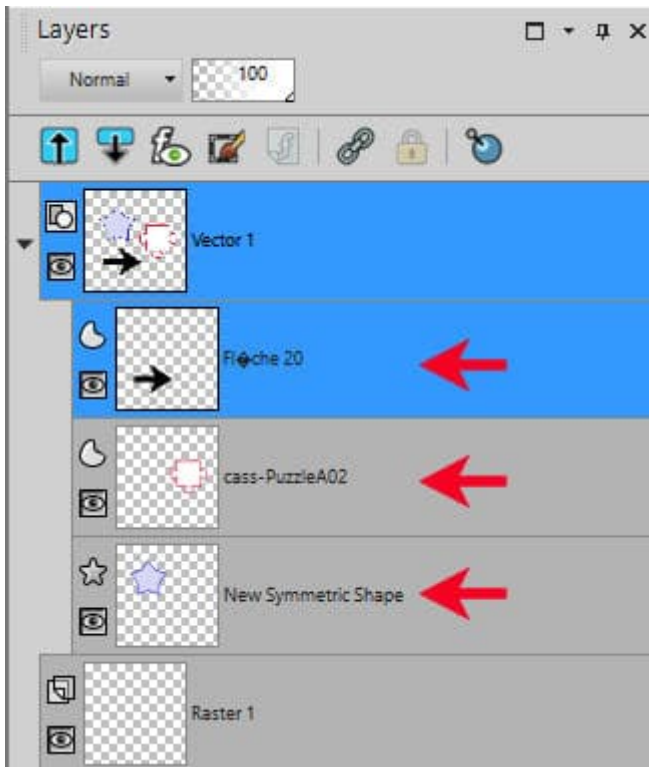 Layers
Normal
100
Vector 1
Fl�che 20
cass-PuzzleA02
New Symmetric Shape
Raster 1